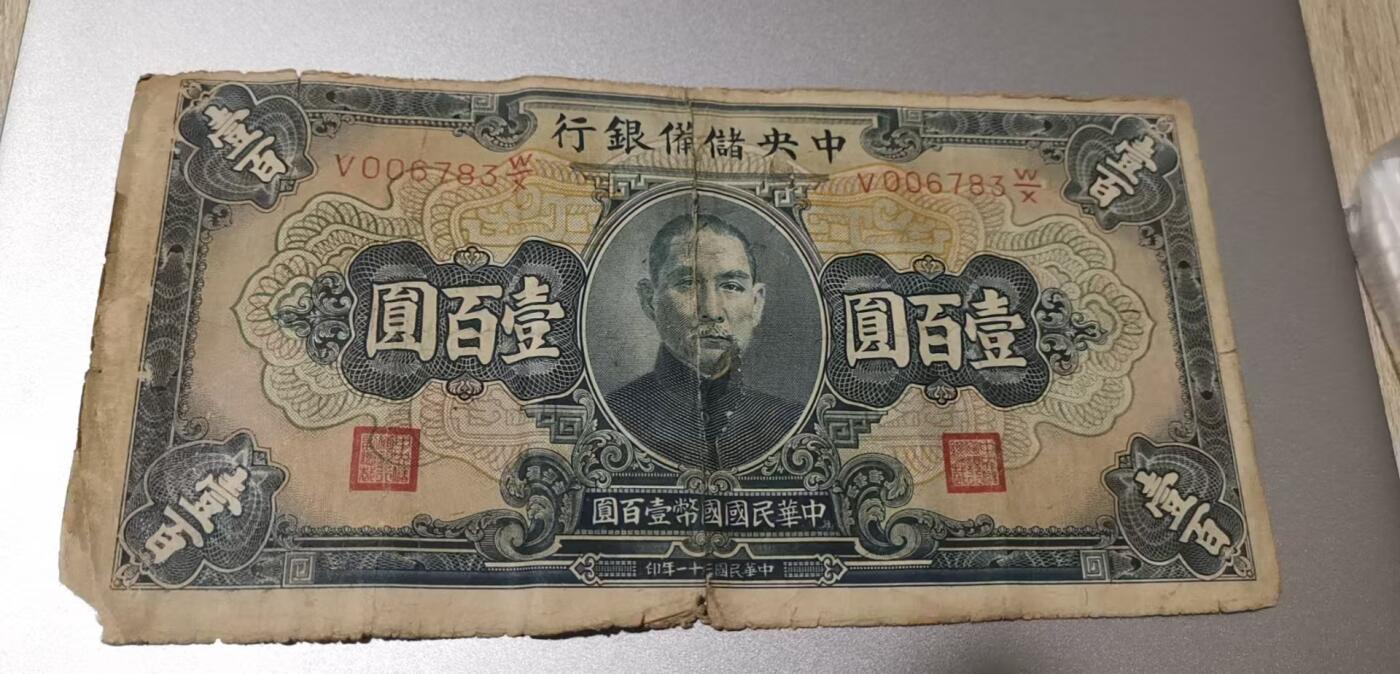 中央儲備銀行
壹百
壹百
V006783 W/X
V006783 W/X
壹百圓
壹百圓
中華民國國幣壹百圓
壹百
壹百
中華民國三十一年印